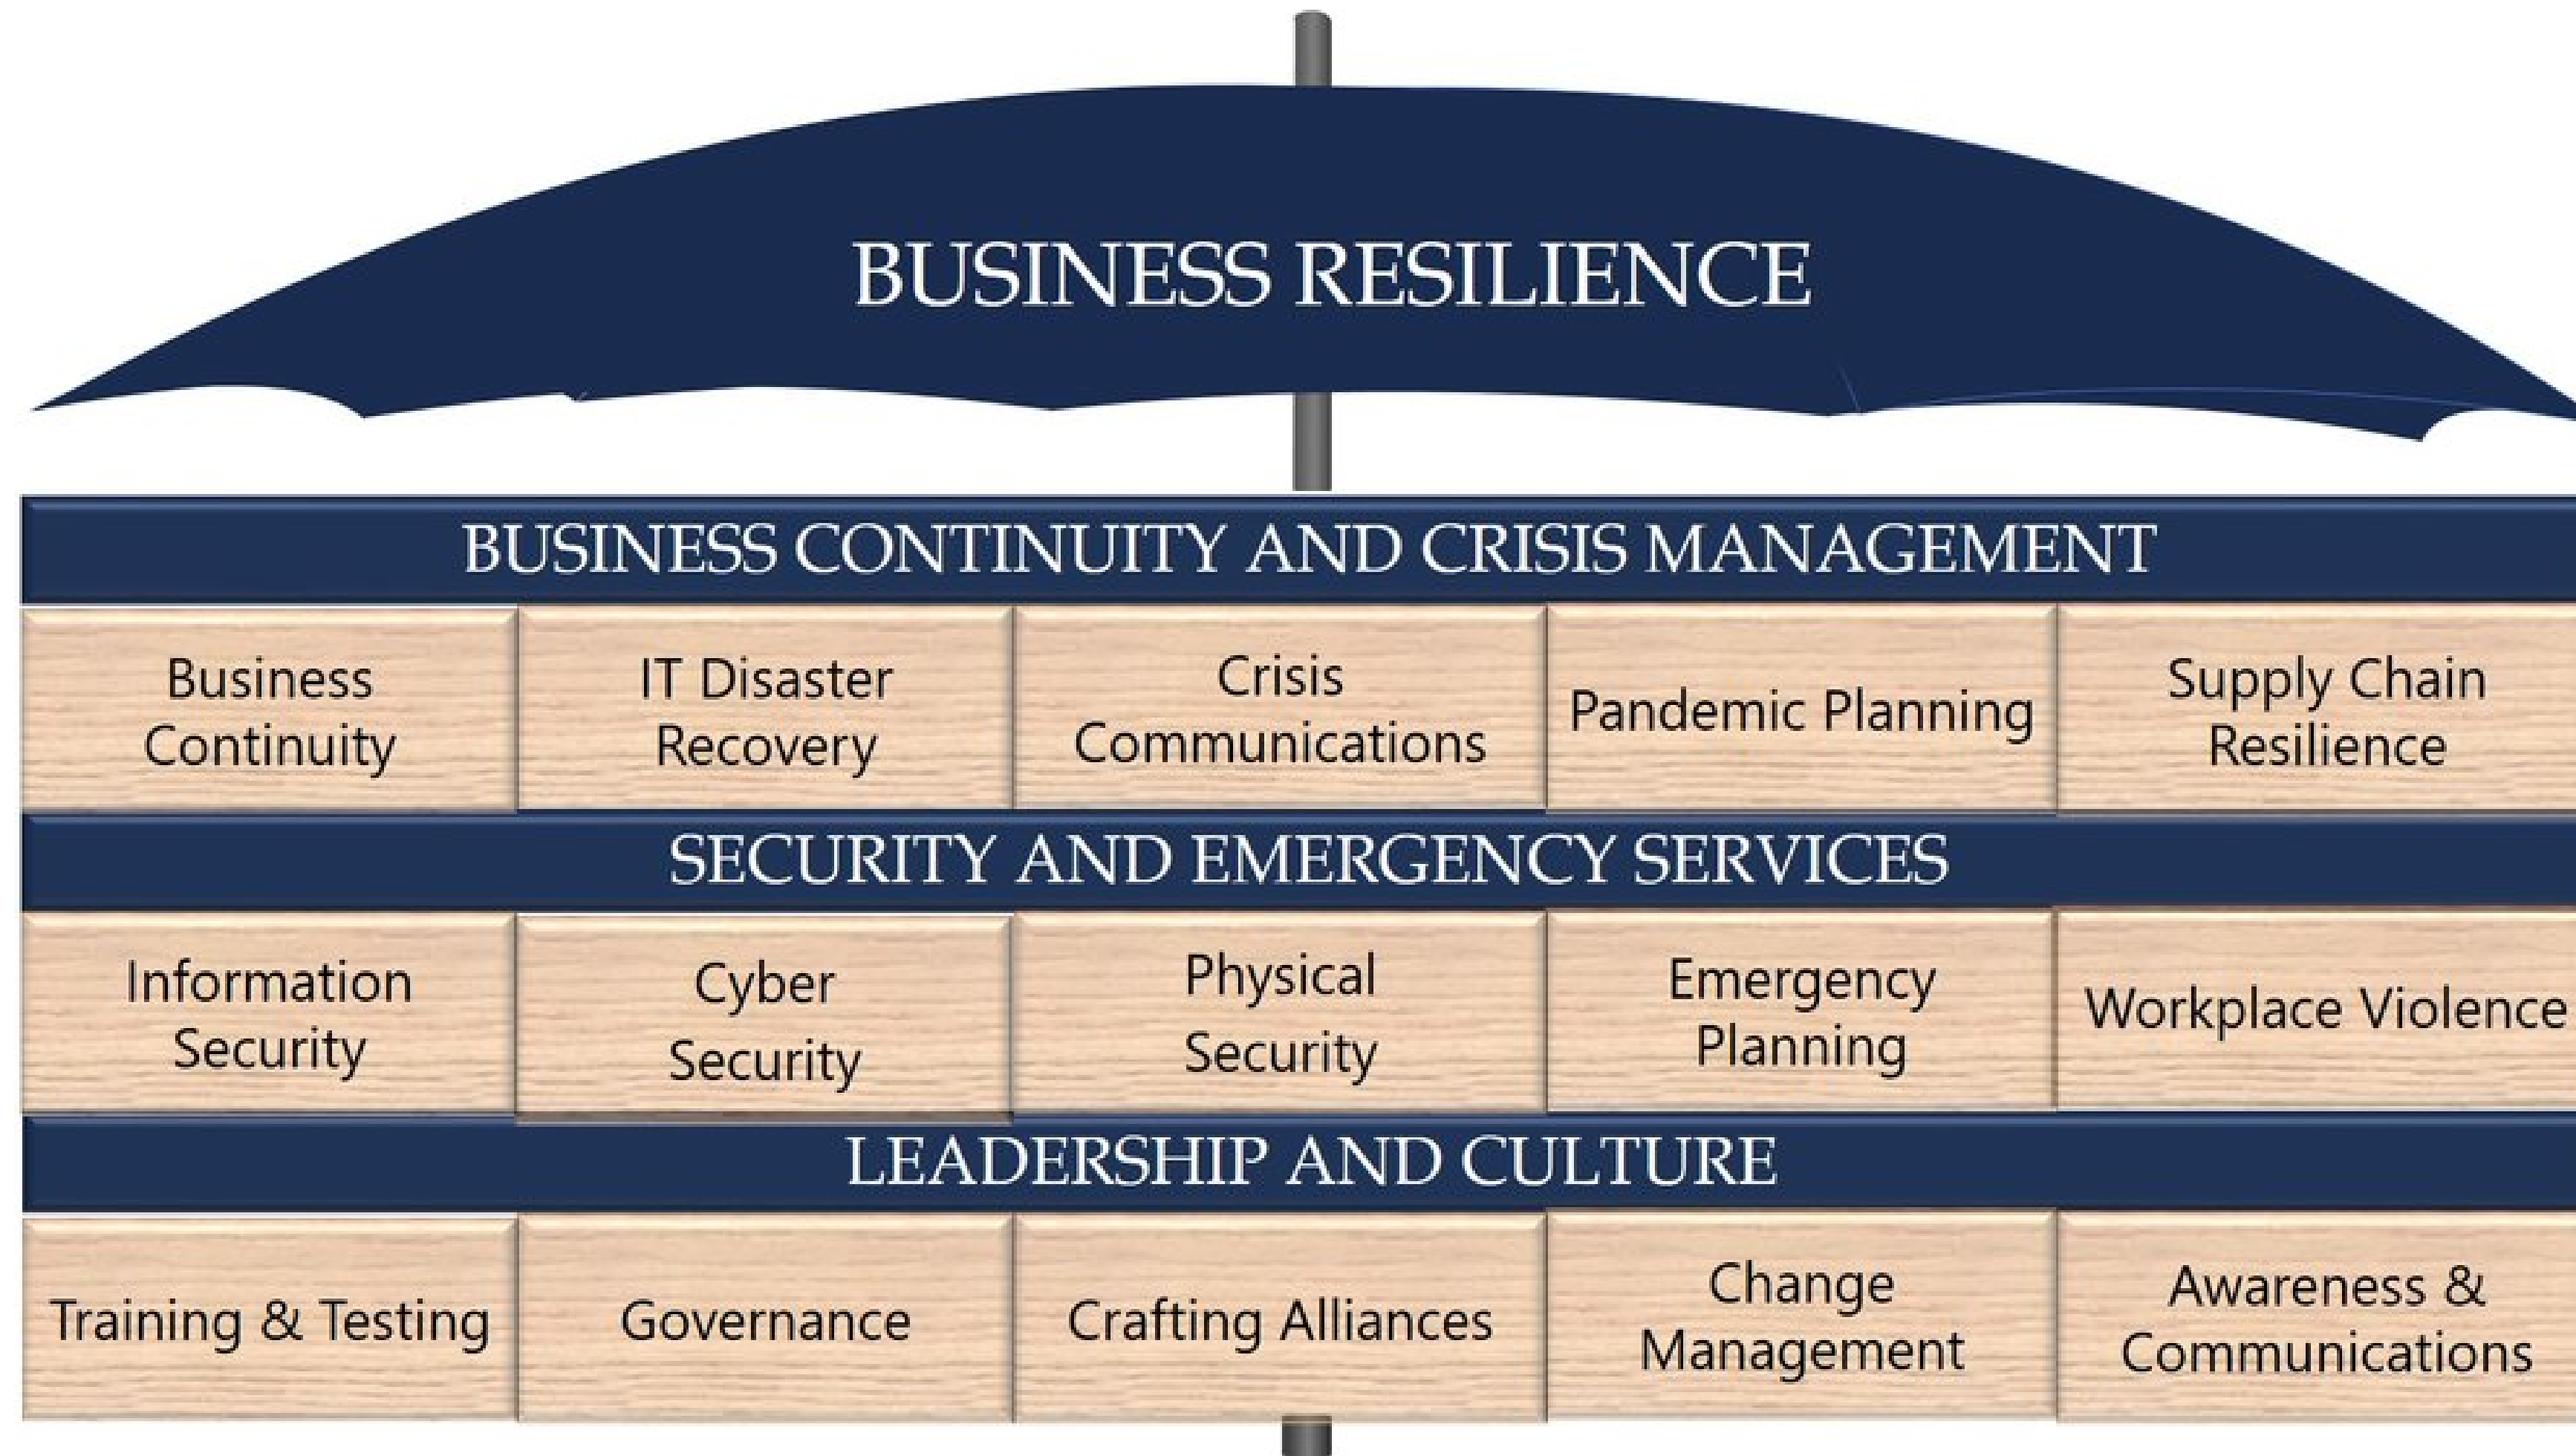 BUSINESS RESILIENCE
BUSINESS CONTINUITY AND CRISIS MANAGEMENT
Business
Continuity
IT Disaster
Recovery
Crisis
Communications
Pandemic Planning
Supply Chain
Resilience
SECURITY AND EMERGENCY SERVICES
Information
Security
Cyber
Security
Physical
Security
Emergency
Planning
Workplace Violence
LEADERSHIP AND CULTURE
Training & Testing
Governance
Crafting Alliances
Change
Management
Awareness &
Communications